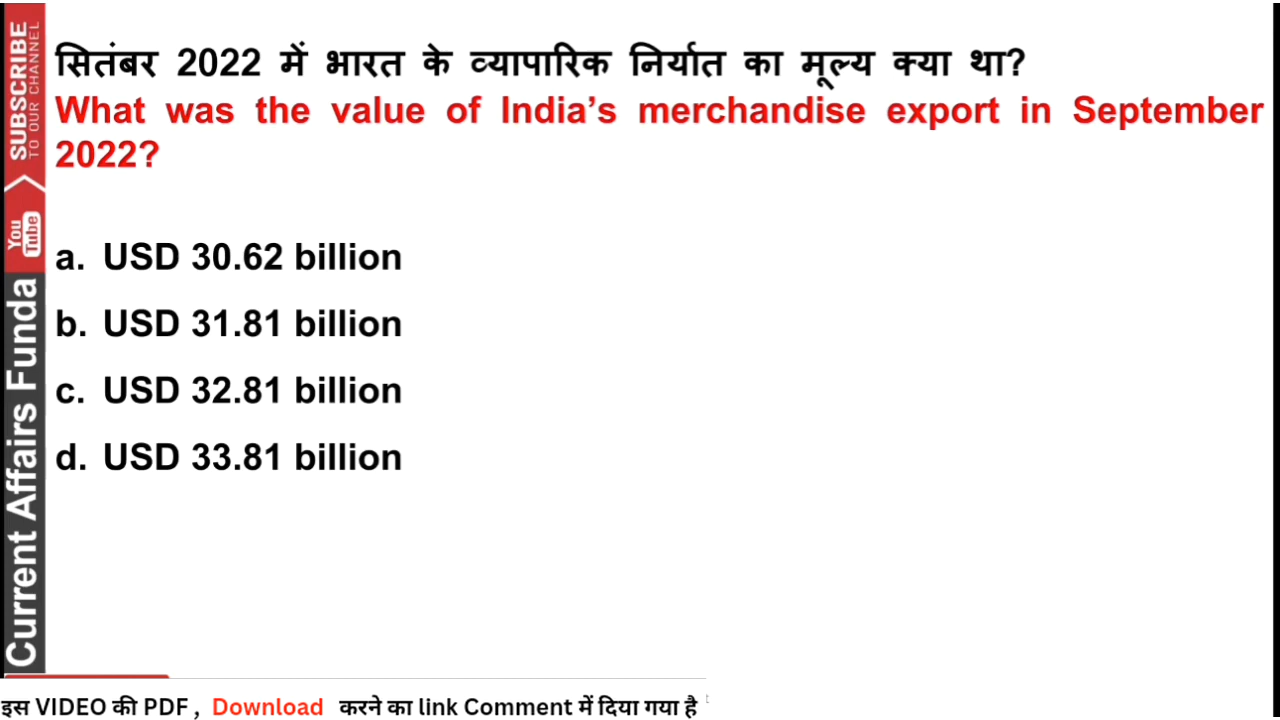 सितंबर 2022 में भारत के व्यापारिक निर्यात का मूल्य क्या था?
What was the value of India’s merchandise export in September
2022?
a. USD 30.62 billion
b. USD 31.81 billion
c. USD 32.81 billion
d. USD 33.81 billion
Current Affairs Funda
You Tube
SUBSCRIBE
TO OUR CHANNEL
इस VIDEO की PDF , Download करने का link Comment में दिया गया है